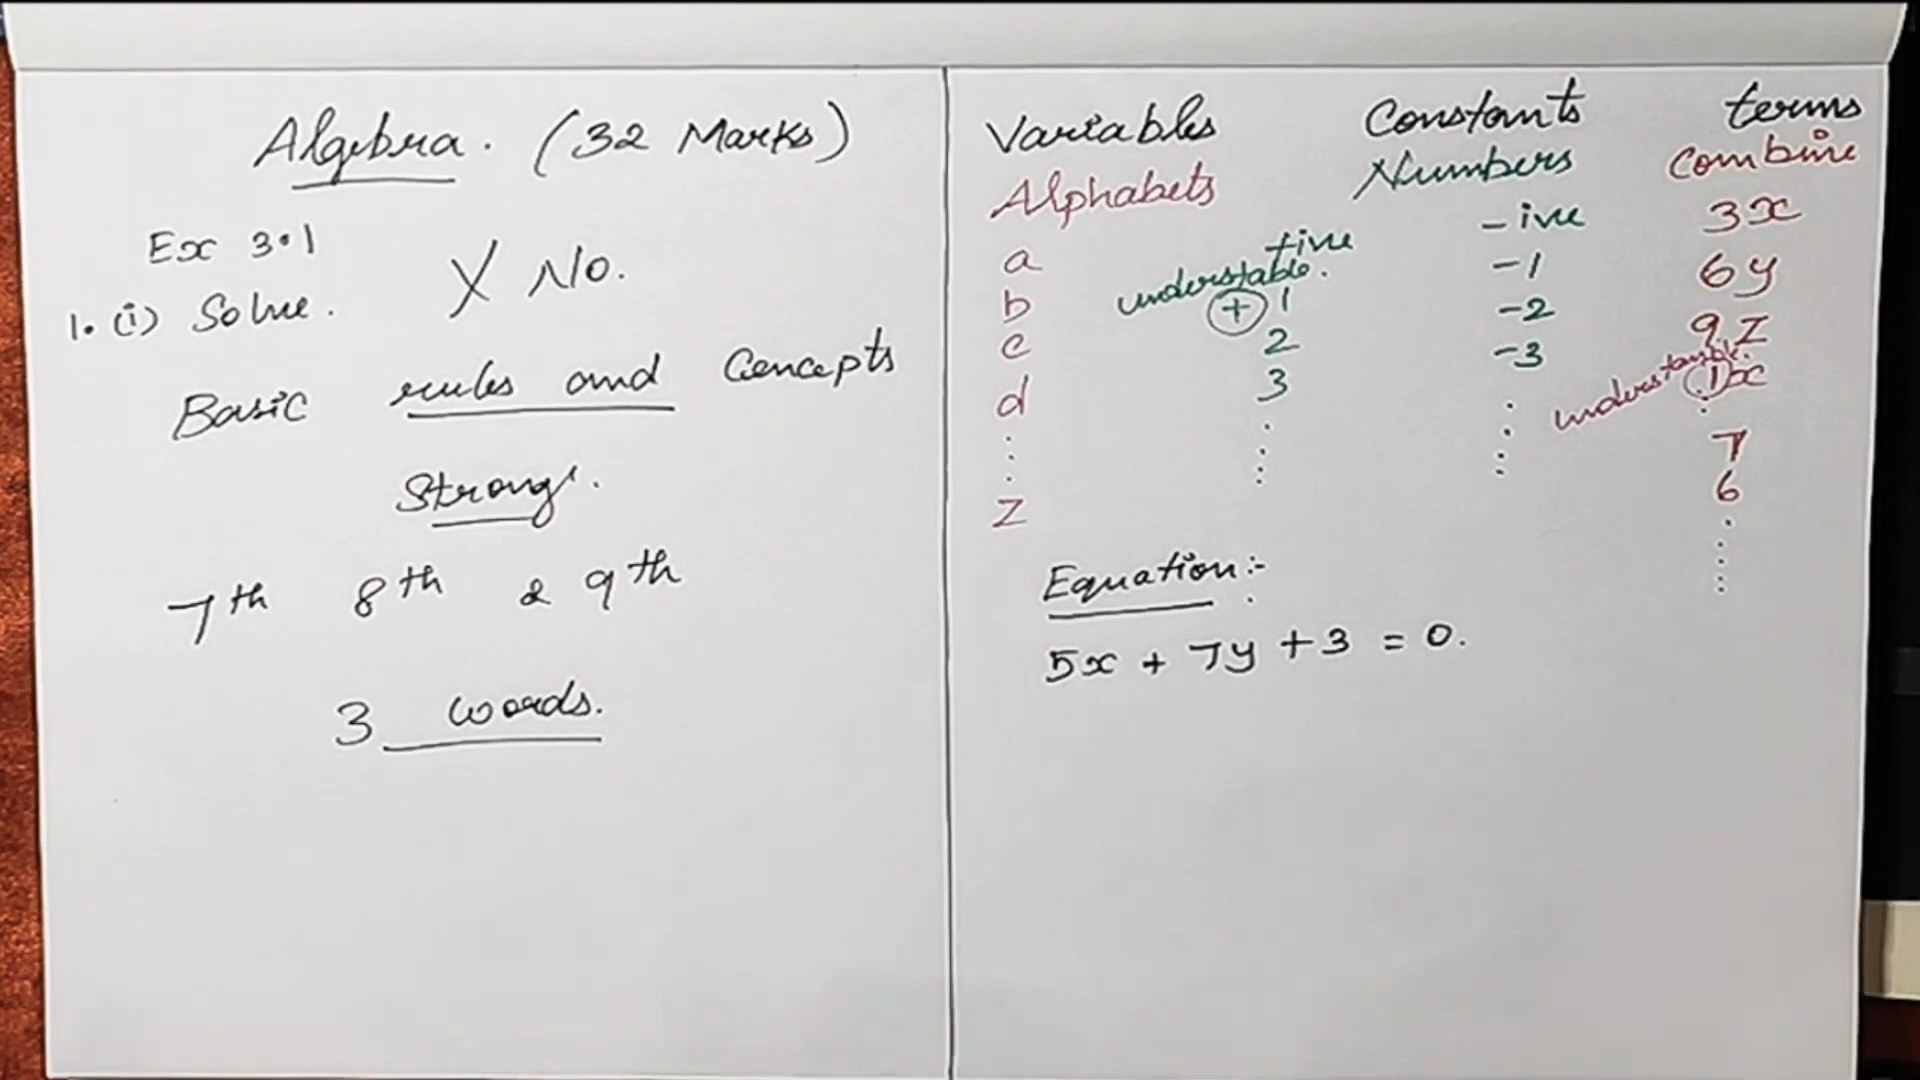 Algebra. (32 Marks)
Ex 3.1
X No.
1. (i) Solve.
Basic rules and Concepts
Strong.
7th 8th & 9th
3 words.
Variables Constants terms
Alphabets Numbers Combine
+ive -ive
understable.
a + 1 -1 3x
b 2 -2 6y
c 3 -3 9z
understable.
d 1x
7
6
z
Equation :-
5x + 7y + 3 = 0.